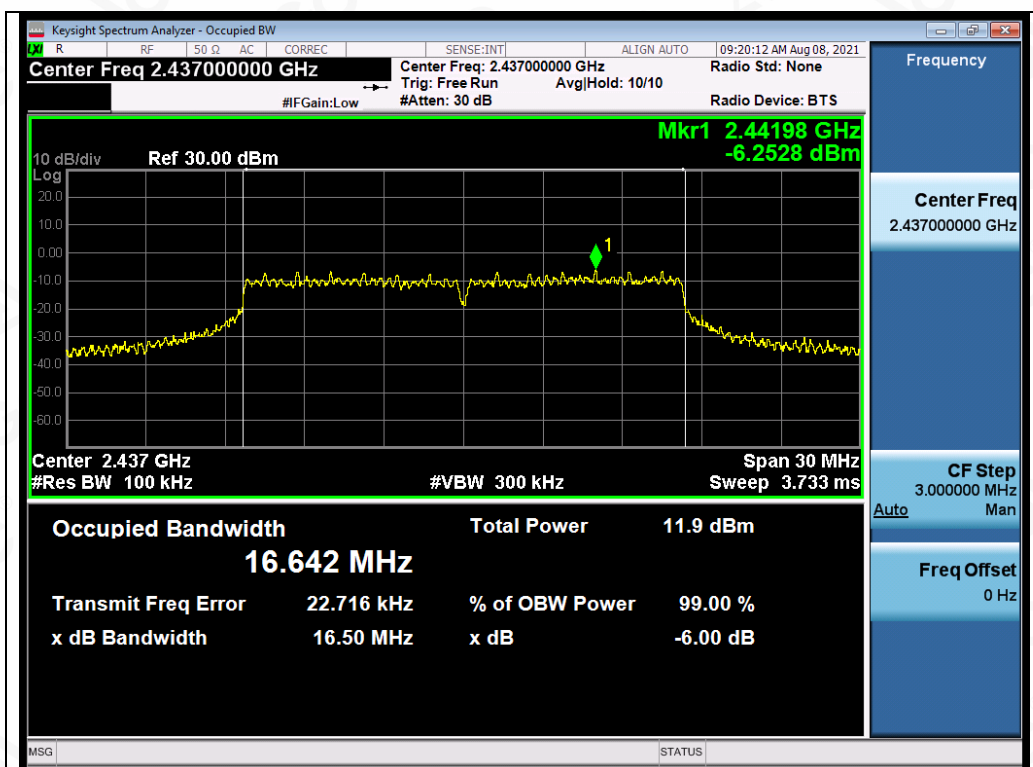 Keysight Spectrum Analyzer - Occupied BW
LXI R RF 50 Ω AC CORREC SENSE:INT ALIGN AUTO 09:20:12 AM Aug 08, 2021
Center Freq 2.437000000 GHz
Center Freq: 2.437000000 GHz Radio Std: None
Trig: Free Run Avg|Hold: 10/10
#IFGain:Low #Atten: 30 dB Radio Device: BTS
Frequency
Mkr1 2.44198 GHz
-6.2528 dBm
10 dB/div Ref 30.00 dBm
Log
20.0
10.0
0.00
-10.0
-20.0
-30.0
-40.0
-50.0
-60.0
1
Center 2.437 GHz Span 30 MHz
#Res BW 100 kHz #VBW 300 kHz Sweep 3.733 ms
Occupied Bandwidth Total Power 11.9 dBm
16.642 MHz
Transmit Freq Error 22.716 kHz % of OBW Power 99.00 %
x dB Bandwidth 16.50 MHz x dB -6.00 dB
Center Freq
2.437000000 GHz
CF Step
3.000000 MHz
Auto Man
Freq Offset
0 Hz
MSG STATUS